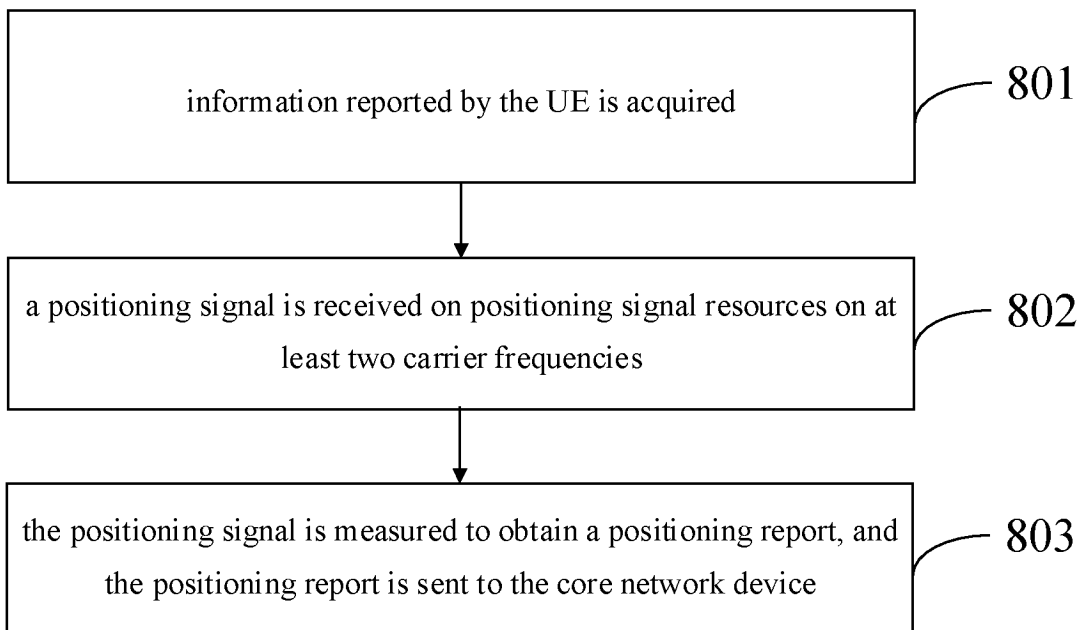 information reported by the UE is acquired
801
a positioning signal is received on positioning signal resources on at
least two carrier frequencies
802
the positioning signal is measured to obtain a positioning report, and
the positioning report is sent to the core network device
803